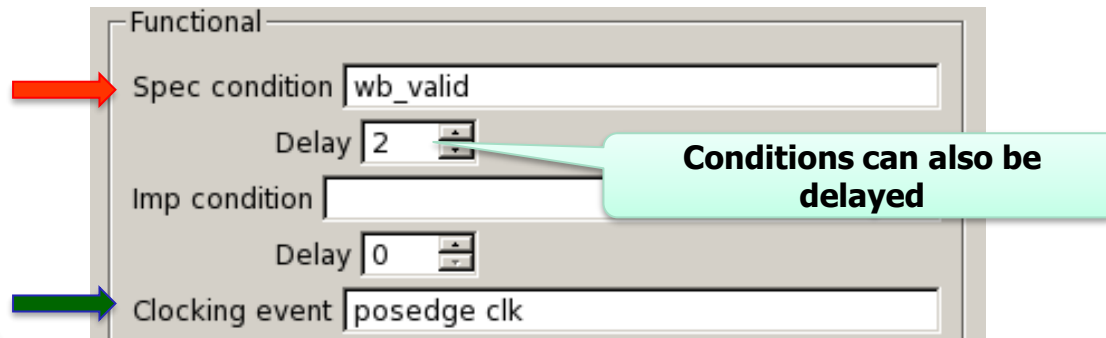 Functional
Spec condition wb_valid
Delay 2
Conditions can also be
delayed
Imp condition
Delay 0
Clocking event posedge clk